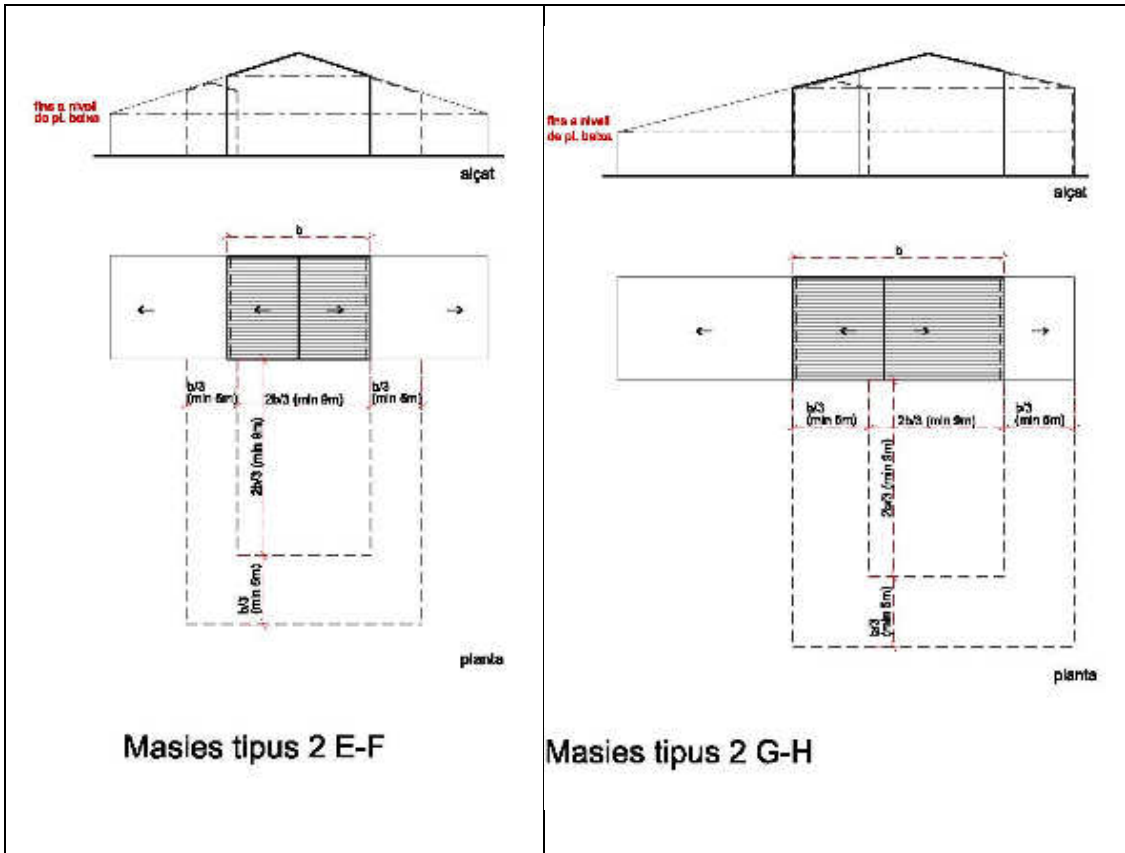 fins a nivell
de pl. baixa
alçat
b
b/3
(min 6m)
2b/3 (min 9m)
b/3
(min 6m)
2b/3 (min 9m)
b/3
(min 6m)
planta
Masies tipus 2 E-F
fins a nivell
de pl. baixa
alçat
b
b/3
(min 6m)
2b/3 (min 9m)
b/3
(min 6m)
2b/3 (min 9m)
b/3
(min 6m)
planta
Masies tipus 2 G-H